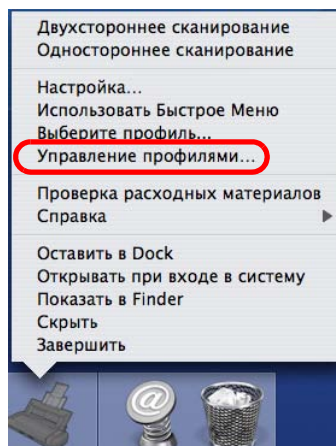 Двухстороннее сканирование
Одностороннее сканирование
Настройка...
Использовать Быстрое Меню
Выберите профиль...
Управление профилями...
Проверка расходных материалов
Справка
Оставить в Dock
Открывать при входе в систему
Показать в Finder
Скрыть
Завершить
@